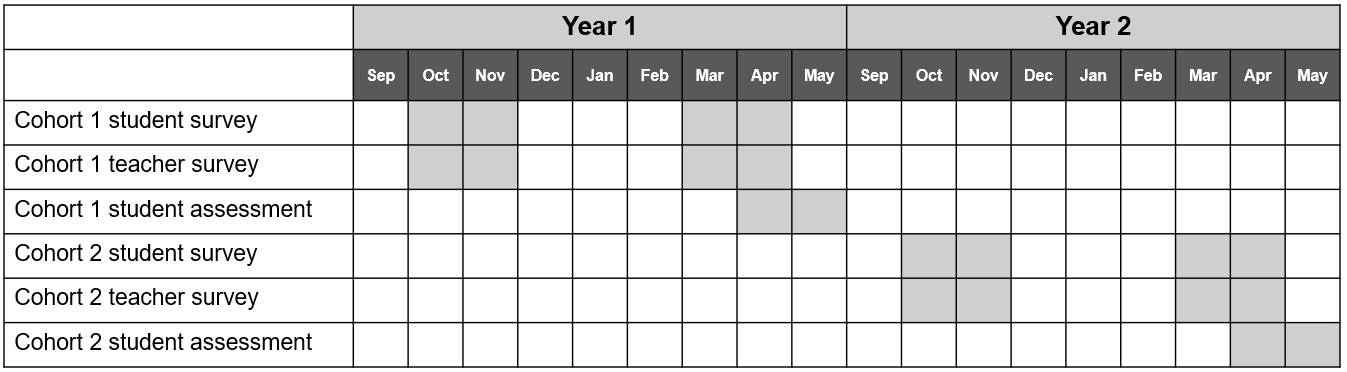 Year 1 Year 2
Sep Oct Nov Dec Jan Feb Mar Apr May Sep Oct Nov Dec Jan Feb Mar Apr May
Cohort 1 student survey
Cohort 1 teacher survey
Cohort 1 student assessment
Cohort 2 student survey
Cohort 2 teacher survey
Cohort 2 student assessment